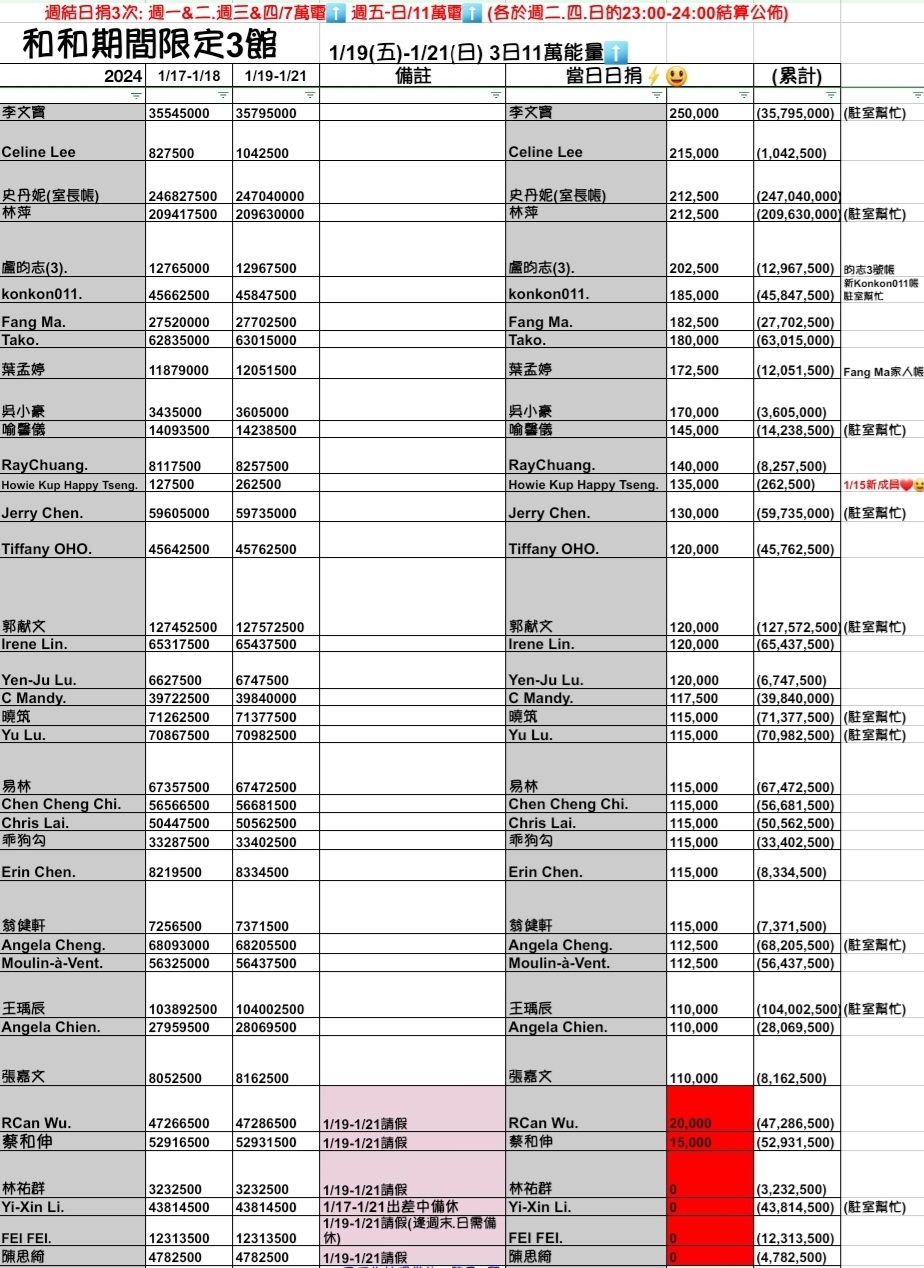 週結日捐3次: 週一&二.週三&四/7萬電⬆️ 週五-日/11萬電⬆️ (各於週二.四.日的23:00-24:00結算公佈)
和和期間限定3館 1/19(五)-1/21(日) 3日11萬能量⬆️
2024 1/17-1/18 1/19-1/21 備註 當日日捐⚡😃 (累計)
李文寶 35545000 35795000 李文寶 250,000 (35,795,000) (駐室幫忙)
Celine Lee 827500 1042500 Celine Lee 215,000 (1,042,500)
史丹妮(室長帳) 246827500 247040000 史丹妮(室長帳) 212,500 (247,040,000)
林萍 209417500 209630000 林萍 212,500 (209,630,000) (駐室幫忙)
盧昀志(3). 12765000 12967500 盧昀志(3). 202,500 (12,967,500) 昀志3號帳
konkon011. 45662500 45847500 konkon011. 185,000 (45,847,500) 新Konkon011帳
駐室幫忙
Fang Ma. 27520000 27702500 Fang Ma. 182,500 (27,702,500)
Tako. 62835000 63015000 Tako. 180,000 (63,015,000)
葉孟婷 11879000 12051500 葉孟婷 172,500 (12,051,500) Fang Ma家人帳
吳小豪 3435000 3605000 吳小豪 170,000 (3,605,000)
喻馨儀 14093500 14238500 喻馨儀 145,000 (14,238,500) (駐室幫忙)
RayChuang. 8117500 8257500 RayChuang. 140,000 (8,257,500)
Howie Kup Happy Tseng. 127500 262500 Howie Kup Happy Tseng. 135,000 (262,500) 1/15新成員❤️😃
Jerry Chen. 59605000 59735000 Jerry Chen. 130,000 (59,735,000) (駐室幫忙)
Tiffany OHO. 45642500 45762500 Tiffany OHO. 120,000 (45,762,500)
郭献文 127452500 127572500 郭献文 120,000 (127,572,500) (駐室幫忙)
Irene Lin. 65317500 65437500 Irene Lin. 120,000 (65,437,500)
Yen-Ju Lu. 6627500 6747500 Yen-Ju Lu. 120,000 (6,747,500)
C Mandy. 39722500 39840000 C Mandy. 117,500 (39,840,000)
曉筑 71262500 71377500 曉筑 115,000 (71,377,500) (駐室幫忙)
Yu Lu. 70867500 70982500 Yu Lu. 115,000 (70,982,500) (駐室幫忙)
易林 67357500 67472500 易林 115,000 (67,472,500)
Chen Cheng Chi. 56566500 56681500 Chen Cheng Chi. 115,000 (56,681,500)
Chris Lai. 50447500 50562500 Chris Lai. 115,000 (50,562,500)
乖狗勾 33287500 33402500 乖狗勾 115,000 (33,402,500)
Erin Chen. 8219500 8334500 Erin Chen. 115,000 (8,334,500)
翁健軒 7256500 7371500 翁健軒 115,000 (7,371,500)
Angela Cheng. 68093000 68205500 Angela Cheng. 112,500 (68,205,500) (駐室幫忙)
Moulin-à-Vent. 56325000 56437500 Moulin-à-Vent. 112,500 (56,437,500)
王瑀辰 103892500 104002500 王瑀辰 110,000 (104,002,500) (駐室幫忙)
Angela Chien. 27959500 28069500 Angela Chien. 110,000 (28,069,500)
張嘉文 8052500 8162500 張嘉文 110,000 (8,162,500)
RCan Wu. 47266500 47286500 1/19-1/21請假 RCan Wu. 20,000 (47,286,500)
蔡和伸 52916500 52931500 1/19-1/21請假 蔡和伸 15,000 (52,931,500)
林祐群 3232500 3232500 1/19-1/21請假 林祐群 0 (3,232,500)
Yi-Xin Li. 43814500 43814500 1/17-1/21出差中備休 Yi-Xin Li. 0 (43,814,500) (駐室幫忙)
FEI FEI. 12313500 12313500 1/19-1/21請假(逢週末.日需備休) FEI FEI. 0 (12,313,500)
陳思綺 4782500 4782500 1/19-1/21請假 陳思綺 0 (4,782,500)